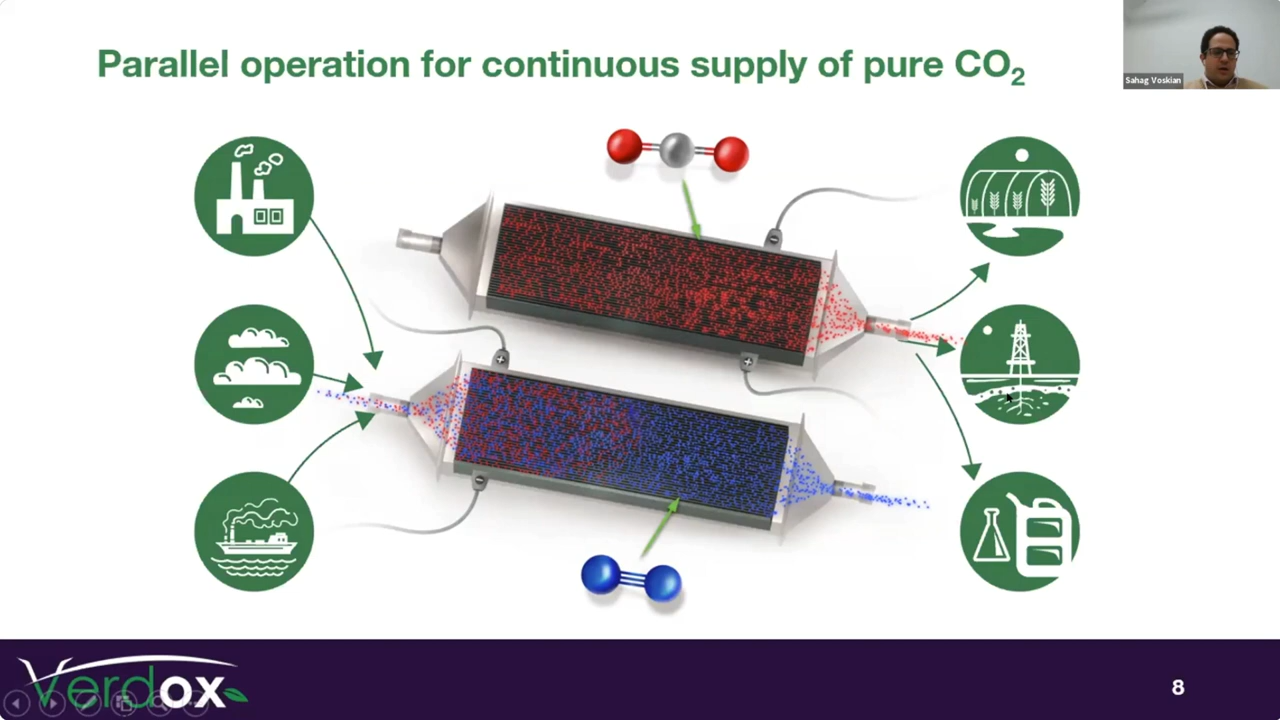 Parallel operation for continuous supply of pure CO₂
Sahag Voskian
Verdox
8